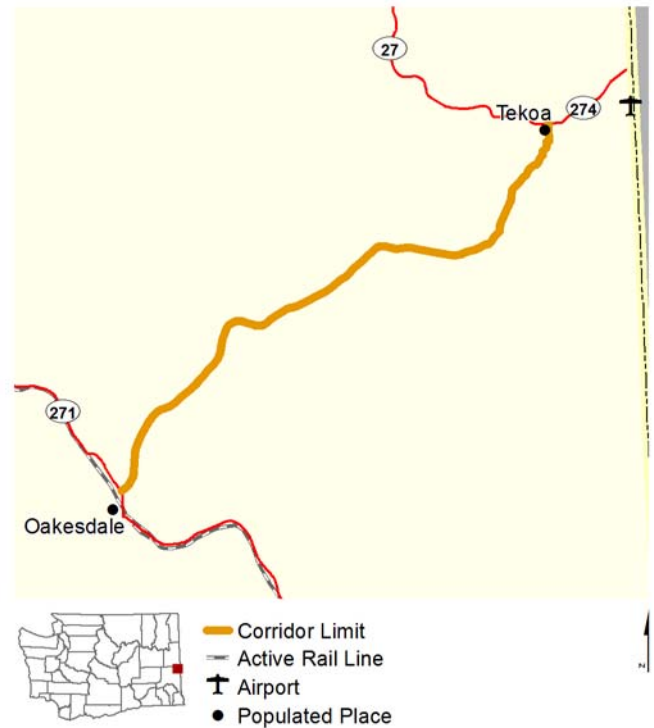 27
Tekoa
274
271
Oakesdale
Corridor Limit
Active Rail Line
Airport
Populated Place
N